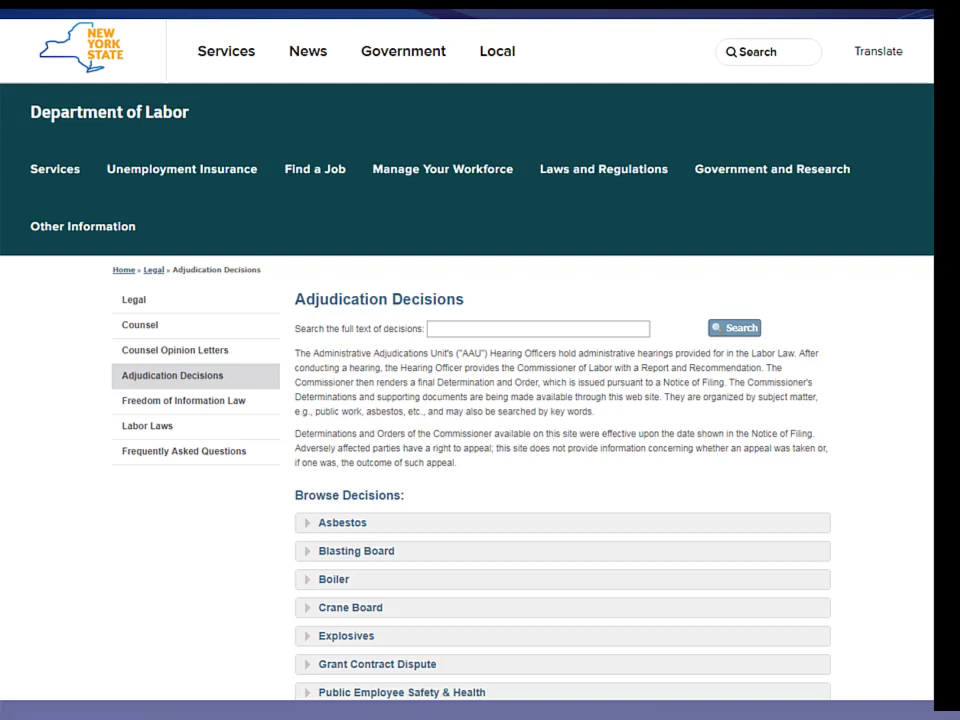 NEW
YORK
STATE
Services News Government Local Search Translate
Department of Labor
Services Unemployment Insurance Find a Job Manage Your Workforce Laws and Regulations Government and Research
Other Information
Home » Legal » Adjudication Decisions
Legal
Counsel
Counsel Opinion Letters
Adjudication Decisions
Freedom of Information Law
Labor Laws
Frequently Asked Questions
Adjudication Decisions
Search the full text of decisions: Search
The Administrative Adjudications Unit's ("AAU") Hearing Officers hold administrative hearings provided for in the Labor Law. After
conducting a hearing, the Hearing Officer provides the Commissioner of Labor with a Report and Recommendation. The
Commissioner then renders a final Determination and Order, which is issued pursuant to a Notice of Filing. The Commissioner's
Determinations and supporting documents are being made available through this web site. They are organized by subject matter,
e.g., public work, asbestos, etc., and may also be searched by key words.
Determinations and Orders of the Commissioner available on this site were effective upon the date shown in the Notice of Filing.
Adversely affected parties have a right to appeal; this site does not provide information concerning whether an appeal was taken or,
if one was, the outcome of such appeal.
Browse Decisions:
Asbestos
Blasting Board
Boiler
Crane Board
Explosives
Grant Contract Dispute
Public Employee Safety & Health